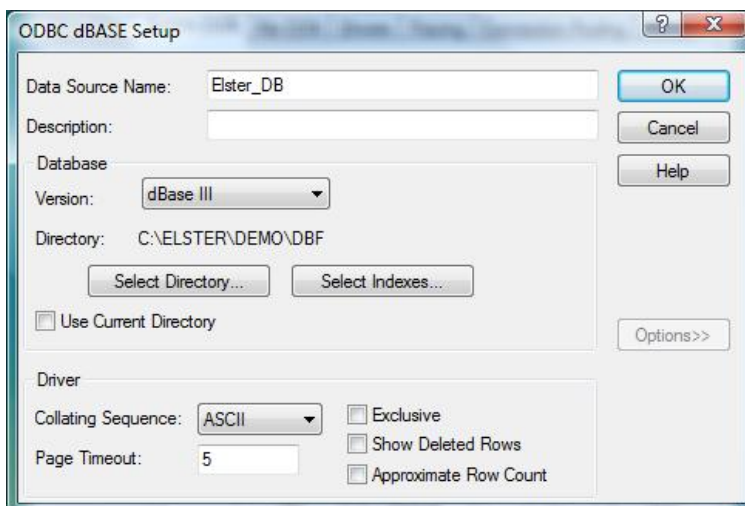 ODBC dBASE Setup
Data Source Name: Elster_DB
OK
Description:
Cancel
Database
Help
Version: dBase III
Directory: C:\ELSTER\DEMO\DBF
Select Directory... Select Indexes...
Use Current Directory
Options>>
Driver
Collating Sequence: ASCII
Exclusive
Show Deleted Rows
Page Timeout: 5
Approximate Row Count